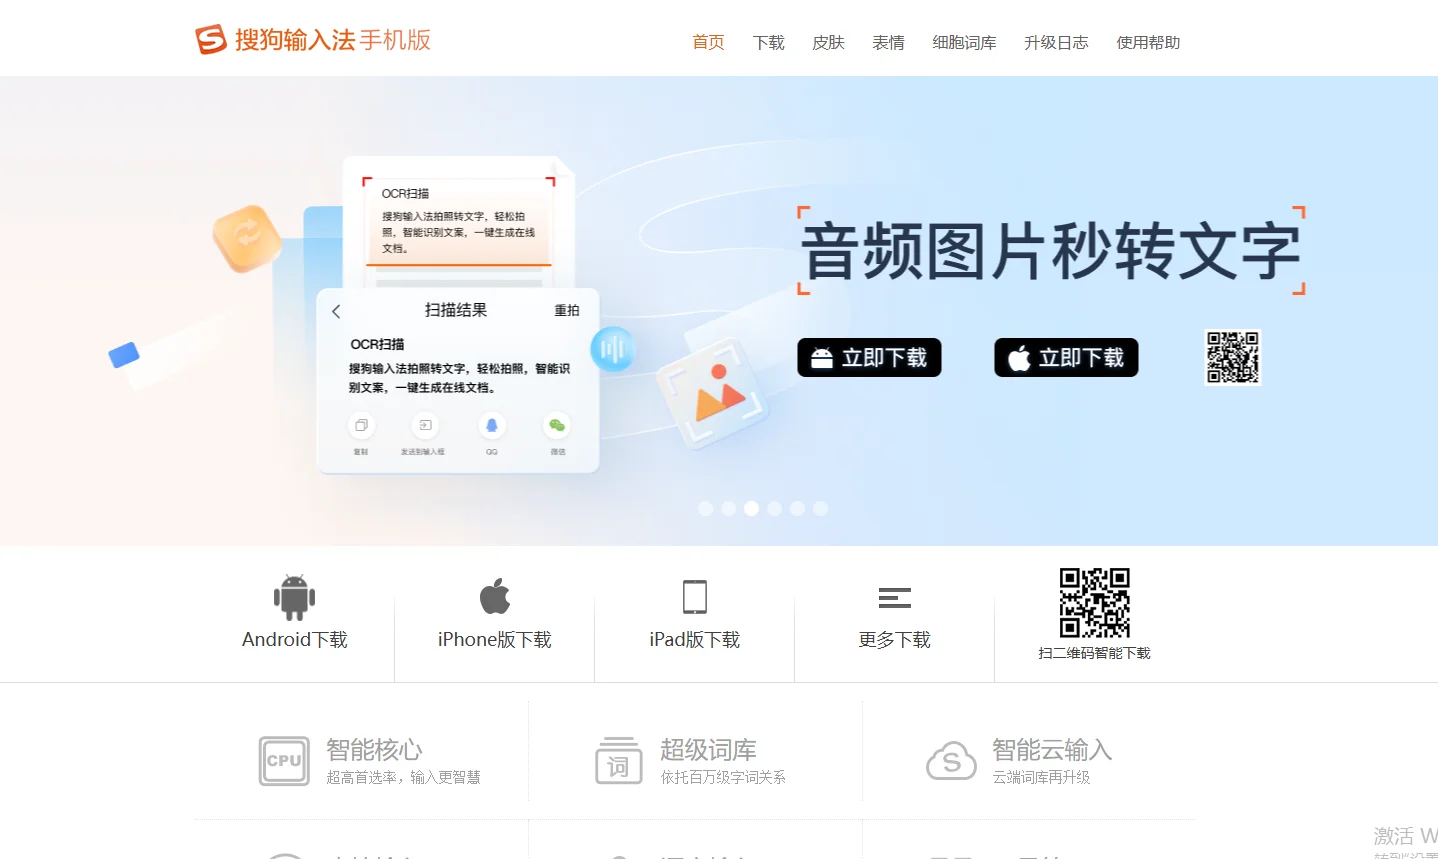 搜狗输入法手机版
首页 下载 皮肤 表情 细胞词库 升级日志 使用帮助
OCR扫描
搜狗输入法拍照转文字，轻松拍
照，智能识别文案，一键生成在线
文档。
扫描结果 重拍
OCR扫描
搜狗输入法拍照转文字，轻松拍照，智能识
别文案，一键生成在线文档。
复制 发送到输入框 QQ 微信
音频图片秒转文字
立即下载 立即下载
Android下载 iPhone版下载 iPad版下载 更多下载 扫二维码智能下载
CPU 智能核心
超高首选率，输入更智慧
词 超级词库
依托百万级字词关系
S 智能云输入
云端词库再升级
激活 W